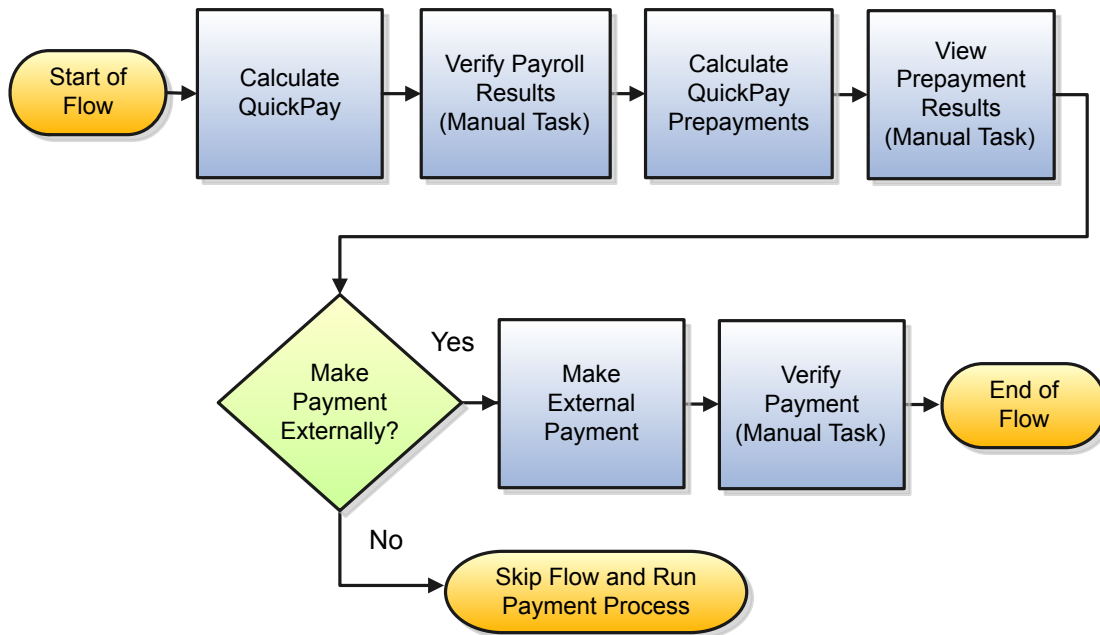 Start of
Flow
Calculate
QuickPay
Verify Payroll
Results
(Manual Task)
Calculate
QuickPay
Prepayments
View
Prepayment
Results
(Manual Task)
Make
Payment
Externally?
Yes
Make
External
Payment
Verify
Payment
(Manual Task)
End of
Flow
No
Skip Flow and Run
Payment Process